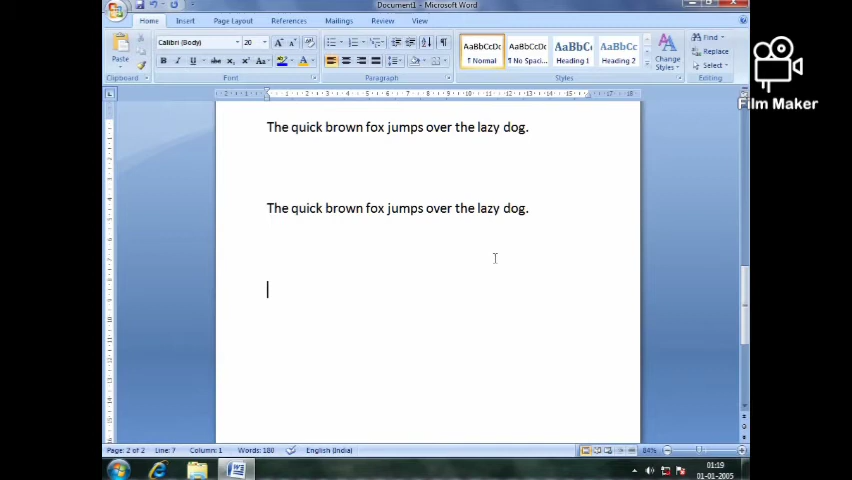 Document1 - Microsoft Word
Home Insert Page Layout References Mailings Review View
Paste
Calibri (Body) 20
AaBbCcDc AaBbCcDc AaBbC AaBbCc
¶ Normal ¶ No Spaci... Heading 1 Heading 2
Change Styles
Find
Replace
Select
Clipboard Font Paragraph Styles Editing
Film Maker
The quick brown fox jumps over the lazy dog.
The quick brown fox jumps over the lazy dog.
Page: 2 of 2 Line: 7 Column: 1 Words: 180 English (India) 84%
01:19
01-01-2005